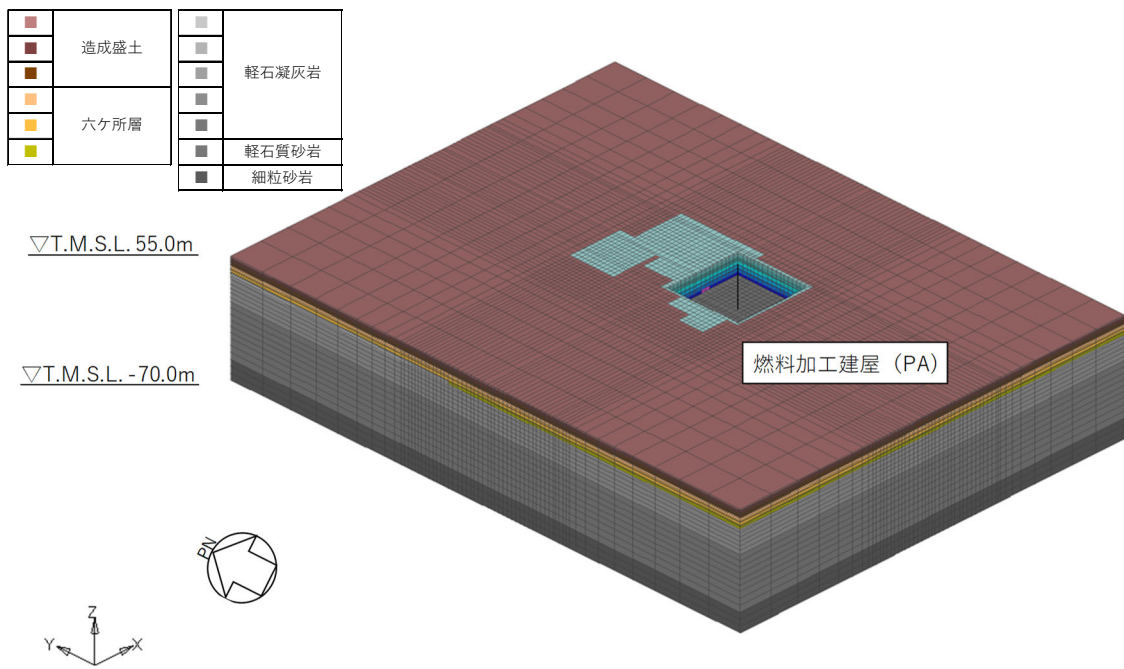 造成盛土
六ケ所層
軽石凝灰岩
軽石質砂岩
細粒砂岩
▽T.M.S.L. 55.0m
▽T.M.S.L. -70.0m
燃料加工建屋（PA）
PN
Z
Y
X